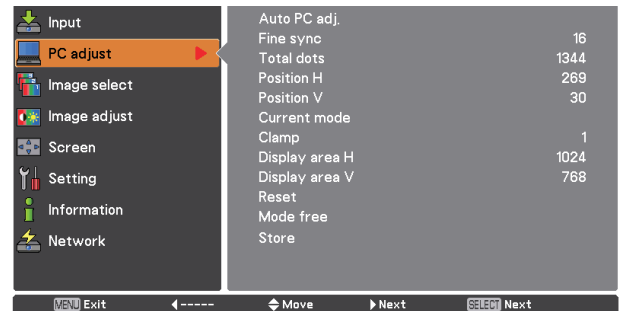 Input
PC adjust
Image select
Image adjust
Screen
Setting
Information
Network
Auto PC adj.
Fine sync 16
Total dots 1344
Position H 269
Position V 30
Current mode
Clamp 1
Display area H 1024
Display area V 768
Reset
Mode free
Store
MENU Exit ----- Move Next SELECT Next